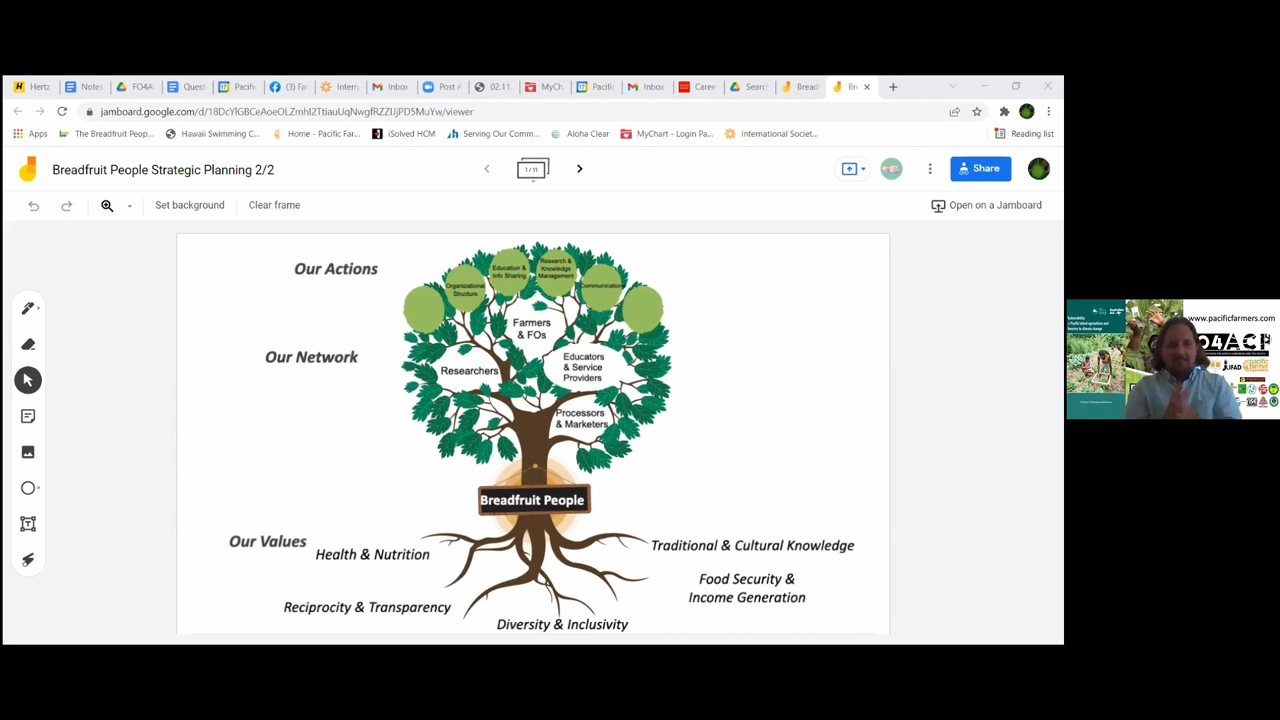 Hertz
Notes
FO4A
Quest
Pacifi
(3) Fa
Intern
Inbox
Post A
02.11.
MyCh
Pacific
Inbox
Caree
Search
Bread
Bre
jamboard.google.com/d/18DcYlGBCeAoeOLZmhI2TtiauUqNwgfRZZIJjPD5MuYw/viewer
Apps
The Breadfruit Peop...
Hawaii Swimming C...
Home - Pacific Far...
iSolved HCM
Serving Our Comm...
Aloha Clear
MyChart - Login Pa...
International Societ...
Reading list
Breadfruit People Strategic Planning 2/2
1 / 11
Share
Set background
Clear frame
Open on a Jamboard
Our Actions
Organizational
Structure
Education &
Info Sharing
Research &
Knowledge
Management
Communication
Our Network
Farmers
& FOs
Researchers
Educators
& Service
Providers
Processors
& Marketers
Breadfruit People
Our Values
Health & Nutrition
Traditional & Cultural Knowledge
Food Security &
Income Generation
Reciprocity & Transparency
Diversity & Inclusivity
www.pacificfarmers.com
O4ACP
JIFAD